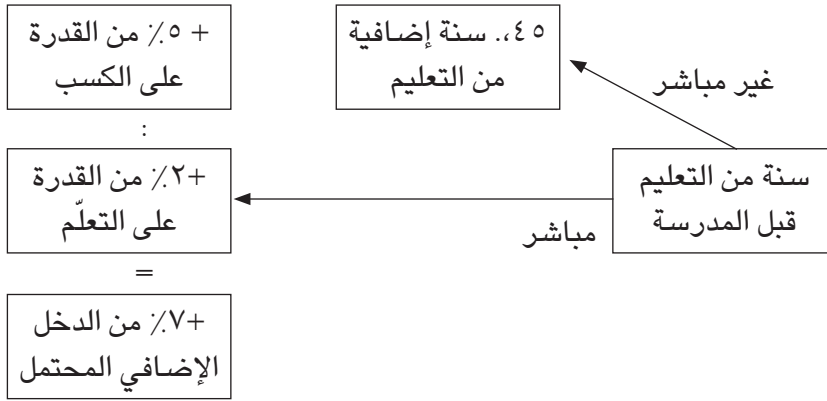 سنة من التعليم
قبل المدرسة
غير مباشر
٤٥،. سنة إضافية
من التعليم
مباشر
+ ٥٪ من القدرة
على الكسب
:
+٢٪ من القدرة
على التعلّم
=
+٧٪ من الدخل
الإضافي المحتمل